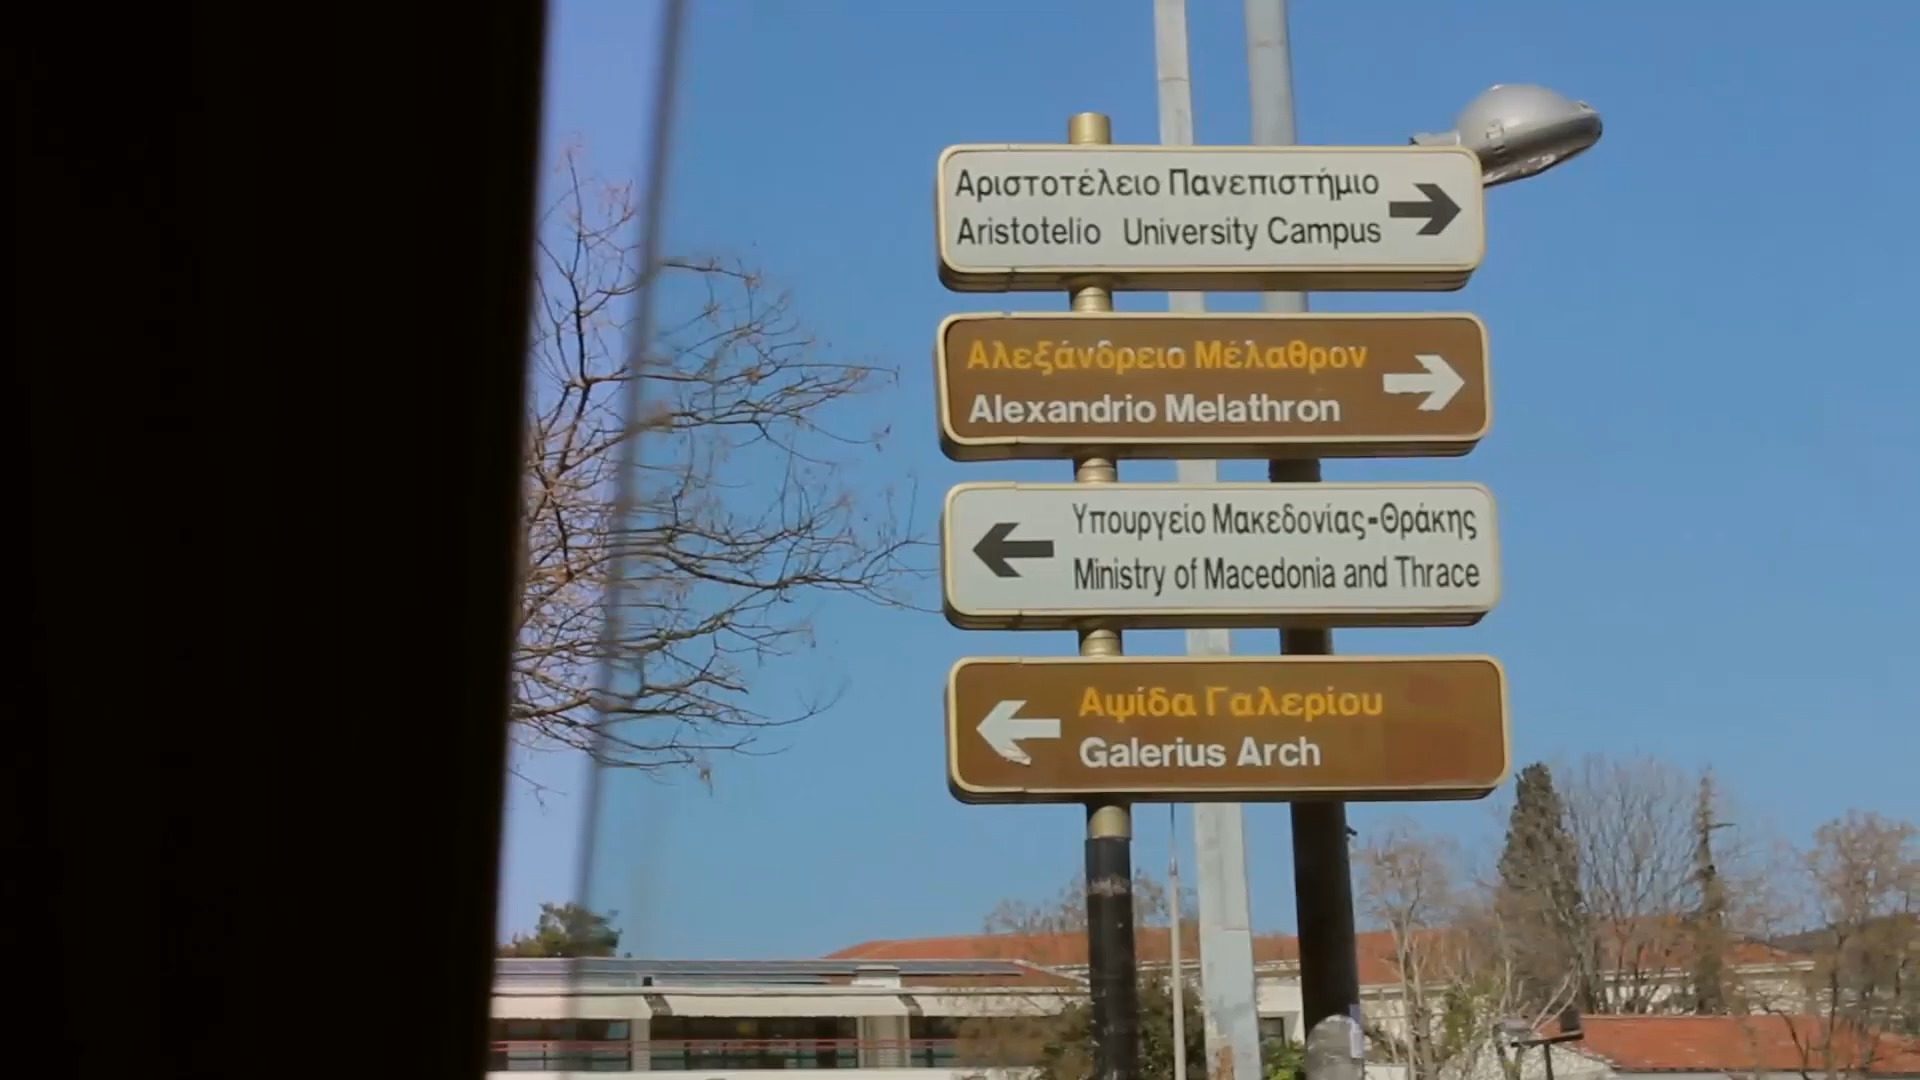 Αριστοτέλειο Πανεπιστήμιο
Aristotelio University Campus
Αλεξάνδρειο Μέλαθρον
Alexandrio Melathron
Υπουργείο Μακεδονίας-Θράκης
Ministry of Macedonia and Thrace
Αψίδα Γαλερίου
Galerius Arch